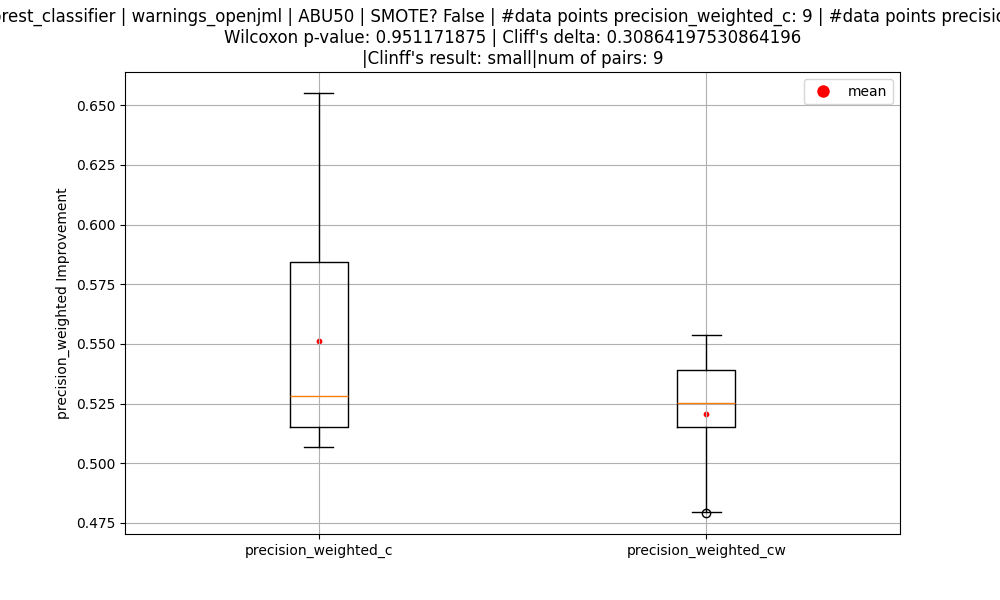 rest_classifier | warnings_openjml | ABU50 | SMOTE? False | #data points precision_weighted_c: 9 | #data points precisio
Wilcoxon p-value: 0.951171875 | Cliff's delta: 0.30864197530864196
|Clinff's result: small|num of pairs: 9
mean
0.650
0.625
0.600
0.575
0.550
0.525
0.500
0.475
precision_weighted Improvement
precision_weighted_c
precision_weighted_cw